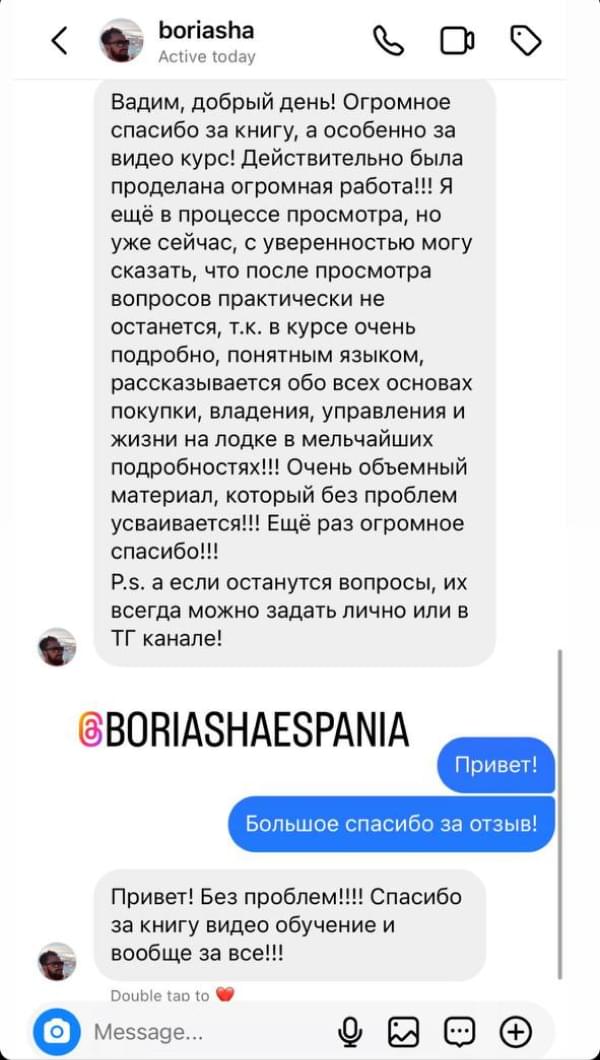 boriasha
Active today
Вадим, добрый день! Огромное
спасибо за книгу, а особенно за
видео курс! Действительно была
проделана огромная работа!!! Я
ещё в процессе просмотра, но
уже сейчас, с уверенностью могу
сказать, что после просмотра
вопросов практически не
останется, т.к. в курсе очень
подробно, понятным языком,
рассказывается обо всех основах
покупки, владения, управления и
жизни на лодке в мельчайших
подробностях!!! Очень объемный
материал, который без проблем
усваивается!!! Ещё раз огромное
спасибо!!!
P.s. а если останутся вопросы, их
всегда можно задать лично или в
ТГ канале!
@BORIASHAESPANIA
Привет!
Большое спасибо за отзыв!
Привет! Без проблем!!!! Спасибо
за книгу видео обучение и
вообще за все!!!
Double tap to ❤️
Message...